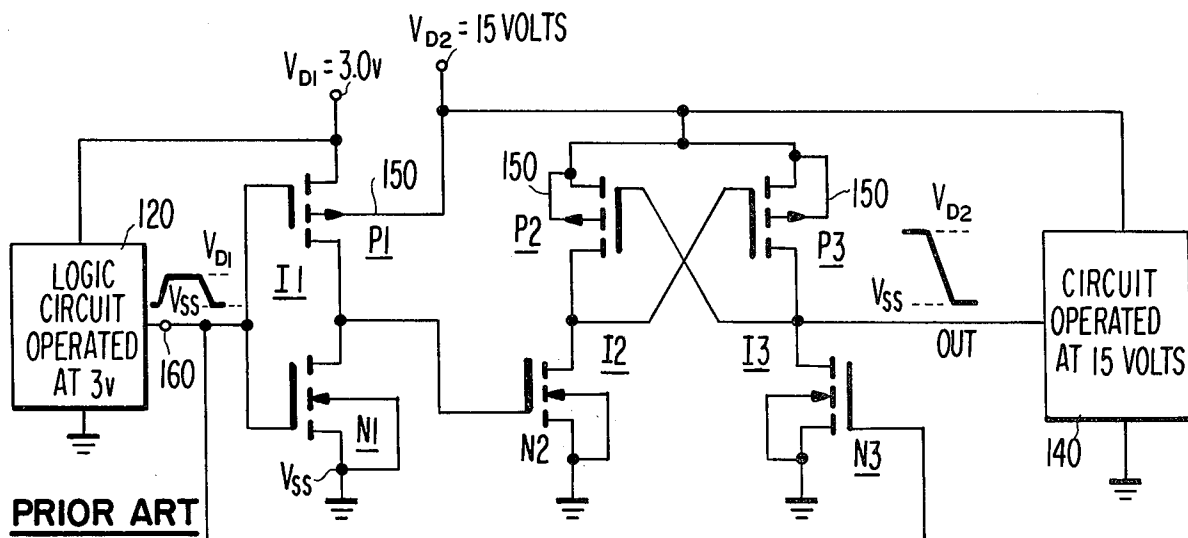 V_D2 = 15 VOLTS
V_D1 = 3.0v
150
P1
120
LOGIC
CIRCUIT
OPERATED
AT 3v
V_D1
V_SS
160
I1
N1
V_SS
150
P2
150
P3
I2
I3
N2
N3
V_D2
V_SS
OUT
CIRCUIT
OPERATED
AT 15 VOLTS
140
PRIOR ART